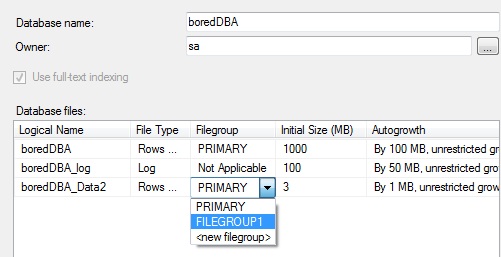 Database name: boredDBA
Owner: sa ...
Use full-text indexing
Database files:
Logical Name File Type Filegroup Initial Size (MB) Autogrowth
boredDBA Rows ... PRIMARY 1000 By 100 MB, unrestricted gro
boredDBA_log Log Not Applicable 100 By 50 MB, unrestricted grow
boredDBA_Data2 Rows ... PRIMARY 3 By 1 MB, unrestricted growt
PRIMARY
FILEGROUP1
<new filegroup>